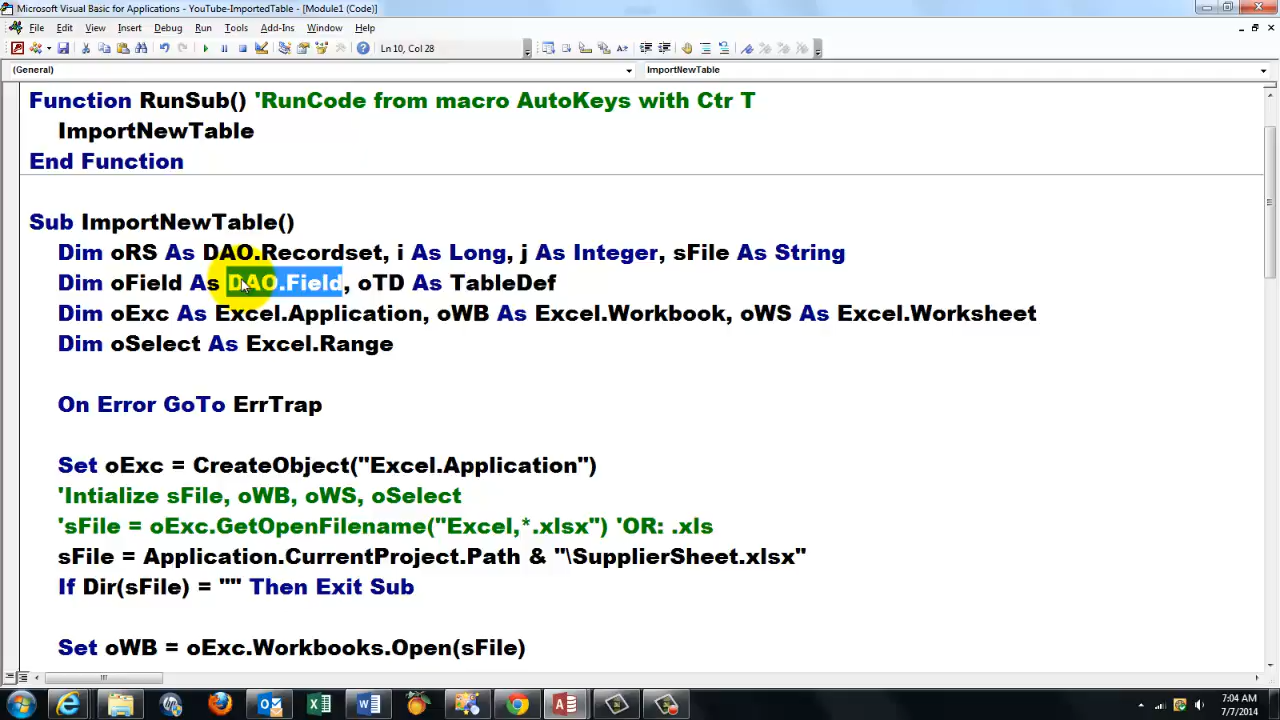 Microsoft Visual Basic for Applications - YouTube-ImportedTable - [Module1 (Code)]
File Edit View Insert Format Debug Run Tools Add-Ins Window Help
Ln 10, Col 28
(General) ImportNewTable
Function RunSub() 'RunCode from macro AutoKeys with Ctr T
ImportNewTable
End Function
Sub ImportNewTable()
Dim oRS As DAO.Recordset, i As Long, j As Integer, sFile As String
Dim oField As DAO.Field, oTD As TableDef
Dim oExc As Excel.Application, oWB As Excel.Workbook, oWS As Excel.Worksheet
Dim oSelect As Excel.Range
On Error GoTo ErrTrap
Set oExc = CreateObject("Excel.Application")
'Intialize sFile, oWB, oWS, oSelect
'sFile = oExc.GetOpenFilename("Excel,*.xlsx") 'OR: .xls
sFile = Application.CurrentProject.Path & "\SupplierSheet.xlsx"
If Dir(sFile) = "" Then Exit Sub
Set oWB = oExc.Workbooks.Open(sFile)
7:04 AM
7/7/2014